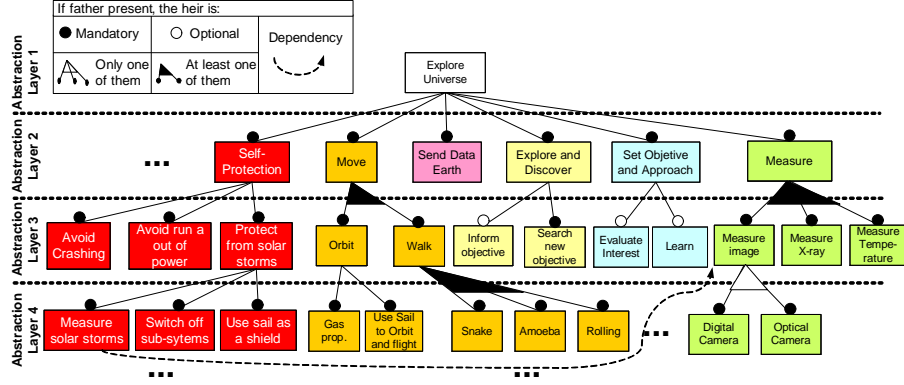 If father present, the heir is:
Mandatory
Optional
Dependency
Only one
of them
At least one
of them
Abstraction
Layer 1
Explore
Universe
Abstraction
Layer 2
...
Self-
Protection
Move
Send Data
Earth
Explore and
Discover
Set Objetive
and Approach
Measure
Abstraction
Layer 3
Avoid
Crashing
Avoid run a
out of
power
Protect
from solar
storms
Orbit
Walk
Inform
objective
Search new
objective
Evaluate
Interest
Learn
Measure
image
Measure
X-ray
Measure
Tempe-
rature
Abstraction
Layer 4
Measure
solar storms
Switch off
sub-sytems
Use sail as
a shield
Gas
prop.
Use Sail
to Orbit
and flight
Snake
Amoeba
Rolling
...
Digital
Camera
Optical
Camera
...
...